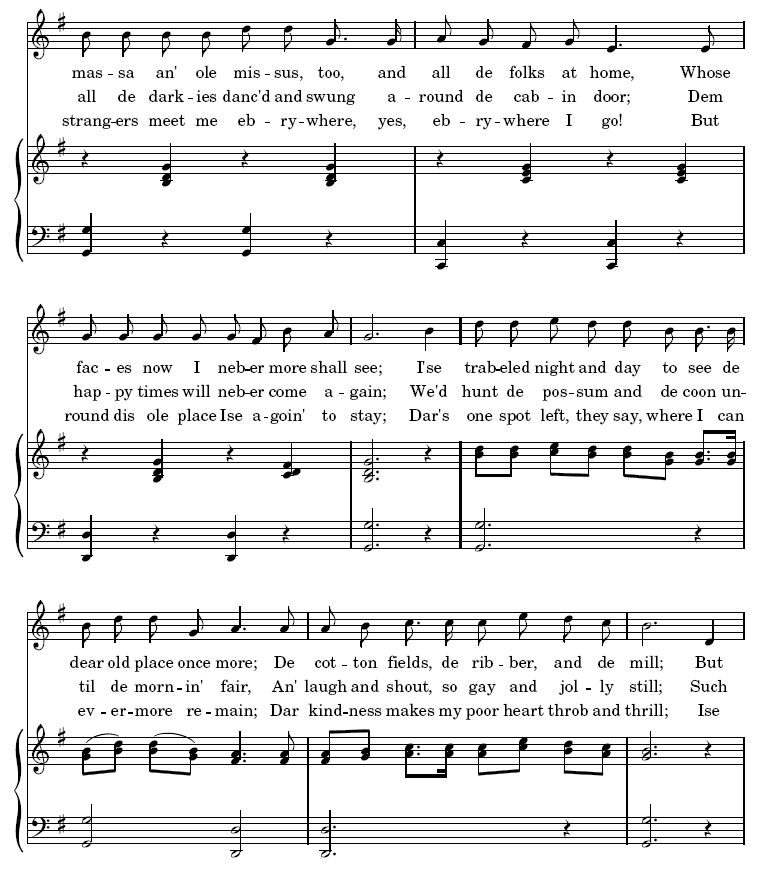 mas - sa an' ole mis - sus, too, and all de folks at home, Whose
all de dark - ies danc'd and swung a - round de cab - in door; Dem
strang - ers meet me eb - ry - where, yes, eb - ry - where I go! But
fac - es now I neb - er more shall see; I'se trab - eled night and day to see de
hap - py times will neb - er come a - gain; We'd hunt de pos - sum and de coon un-
round dis ole place Ise a - goin' to stay; Dar's one spot left, they say, where I can
dear old place once more; De cot - ton fields, de rib - ber, and de mill; But
til de morn - in' fair, An' laugh and shout, so gay and jol - ly still; Such
ev - er - more re - main; Dar kind - ness makes my poor heart throb and thrill; Ise